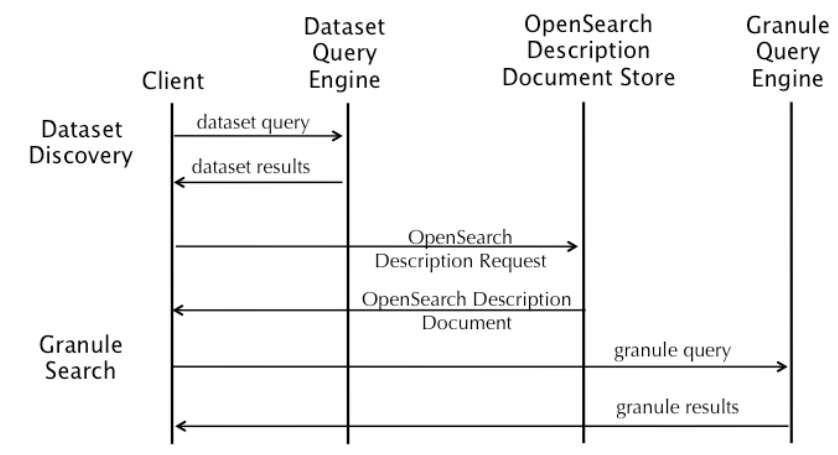 Client
Dataset
Query
Engine
OpenSearch
Description
Document Store
Granule
Query
Engine
Dataset
Discovery
dataset query
dataset results
OpenSearch
Description Request
OpenSearch Description
Document
Granule
Search
granule query
granule results